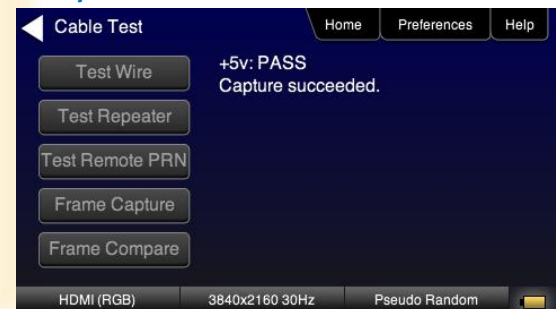 Cable Test
Home
Preferences
Help
Test Wire
Test Repeater
Test Remote PRN
Frame Capture
Frame Compare
+5v: PASS
Capture succeeded.
HDMI (RGB)
3840x2160 30Hz
Pseudo Random